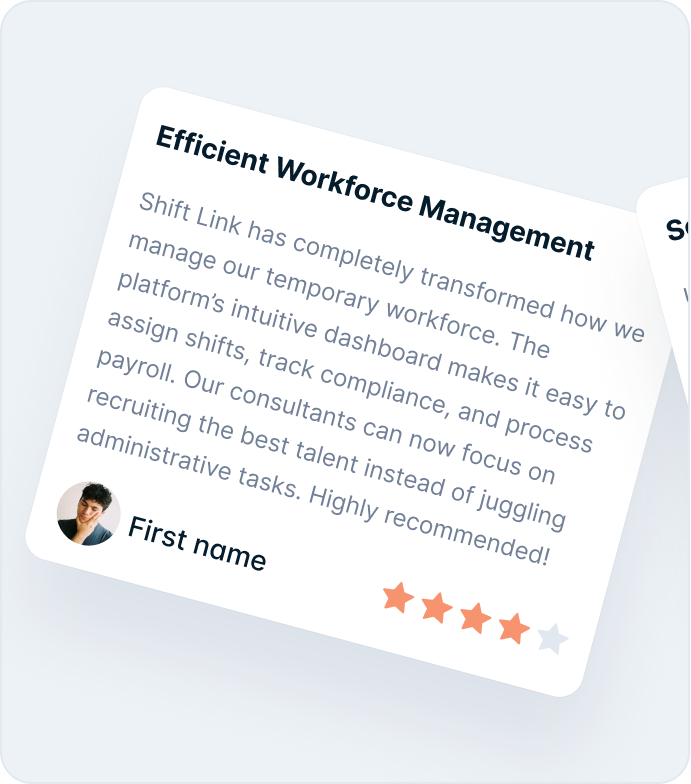 Efficient Workforce Management
Shift Link has completely transformed how we
manage our temporary workforce. The
platform’s intuitive dashboard makes it easy to
assign shifts, track compliance, and process
payroll. Our consultants can now focus on
recruiting the best talent instead of juggling
administrative tasks. Highly recommended!
First name